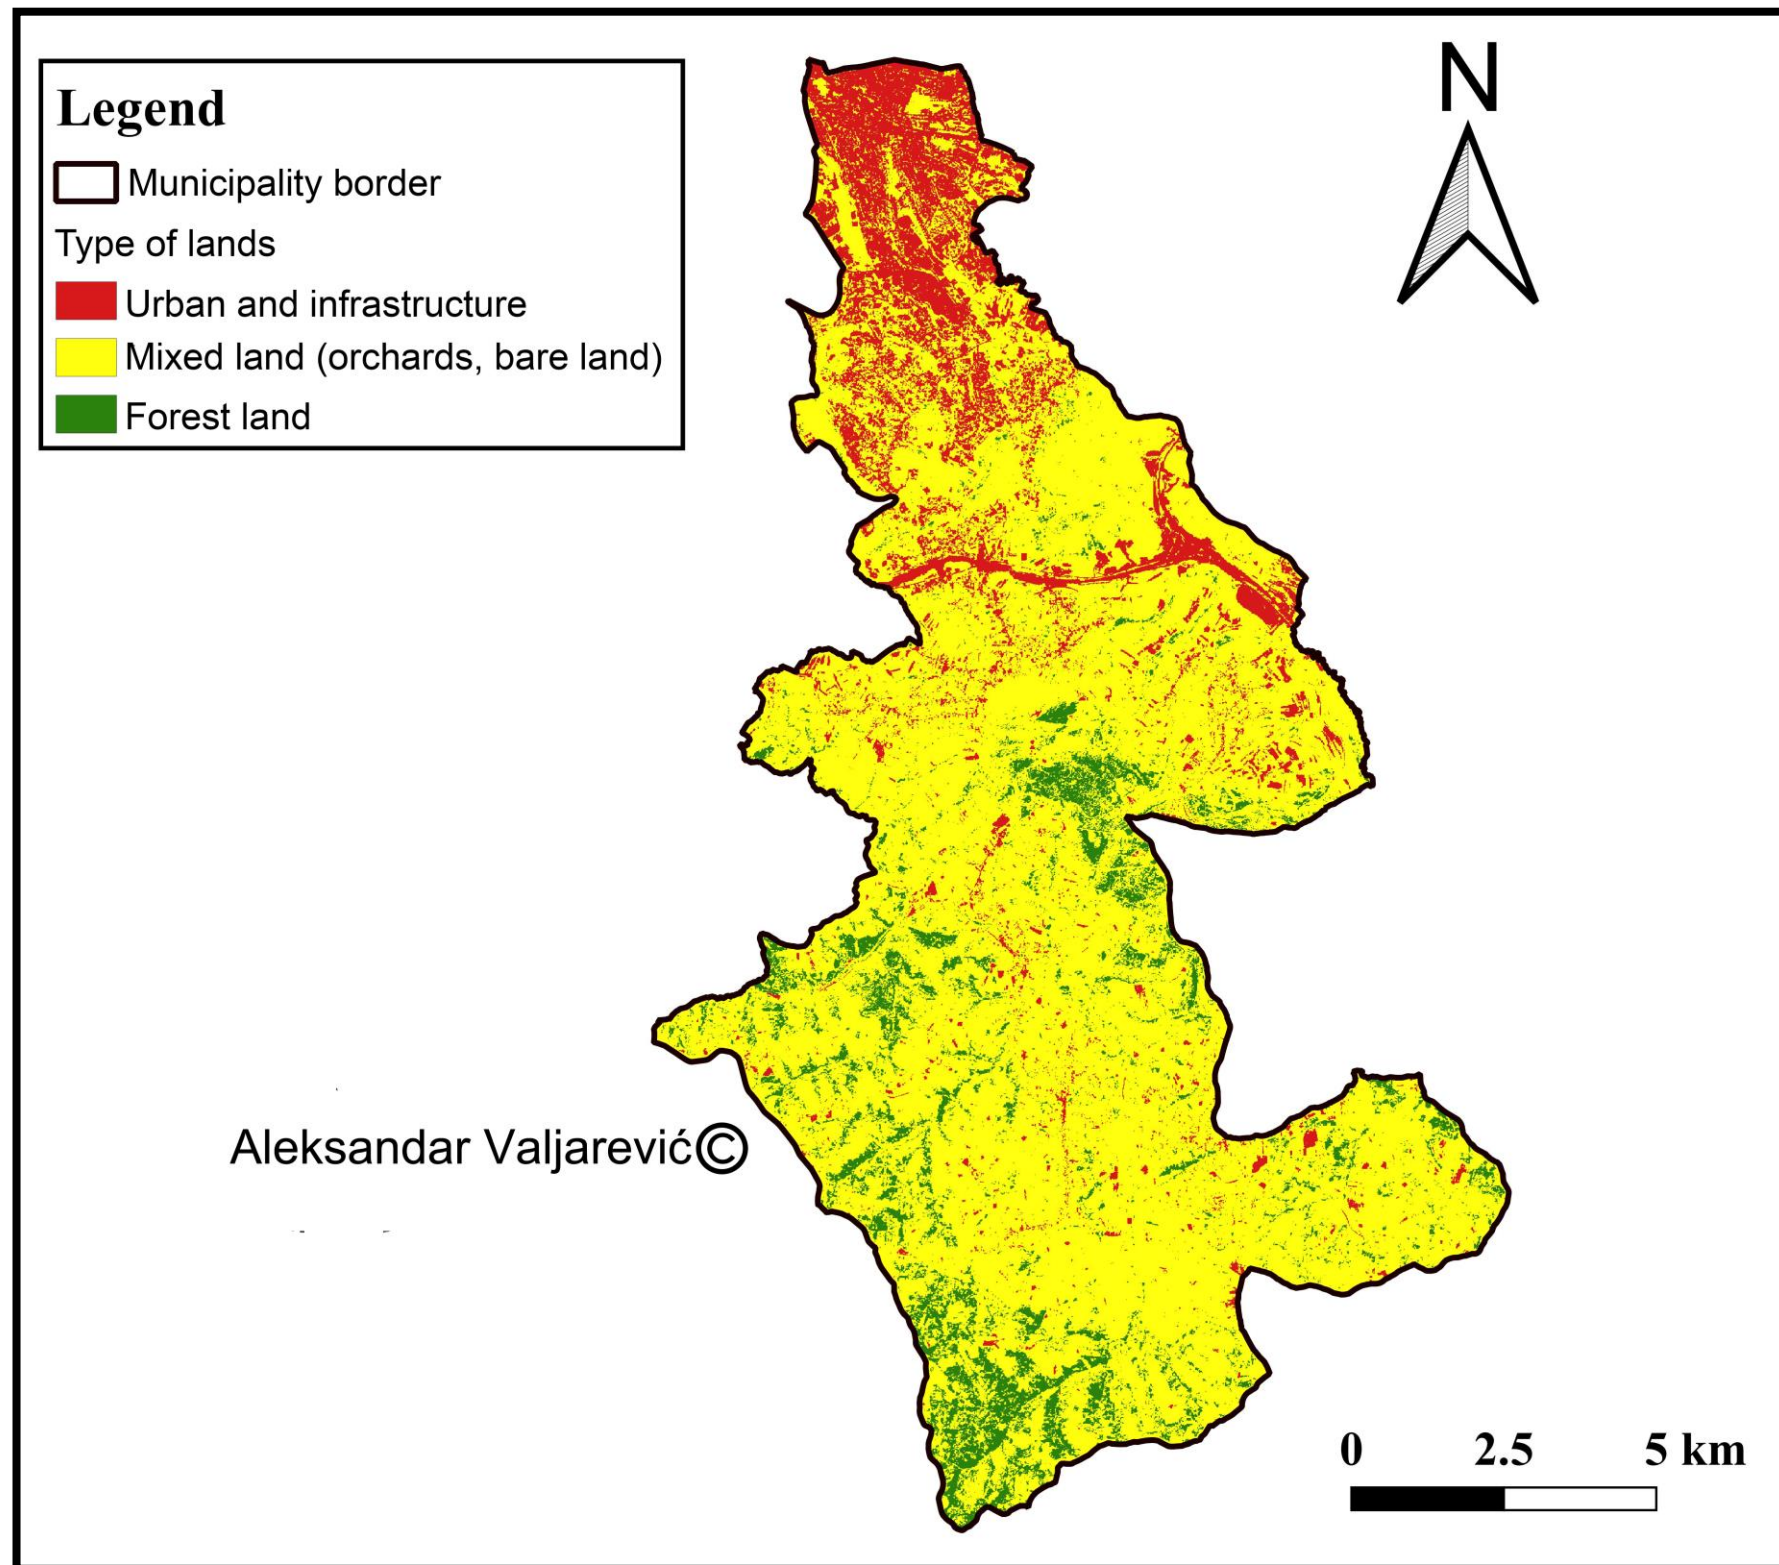 Legend
Municipality border
Type of lands
Urban and infrastructure
Mixed land (orchards, bare land)
Forest land
N
Aleksandar Valjarević©
0 2.5 5 km